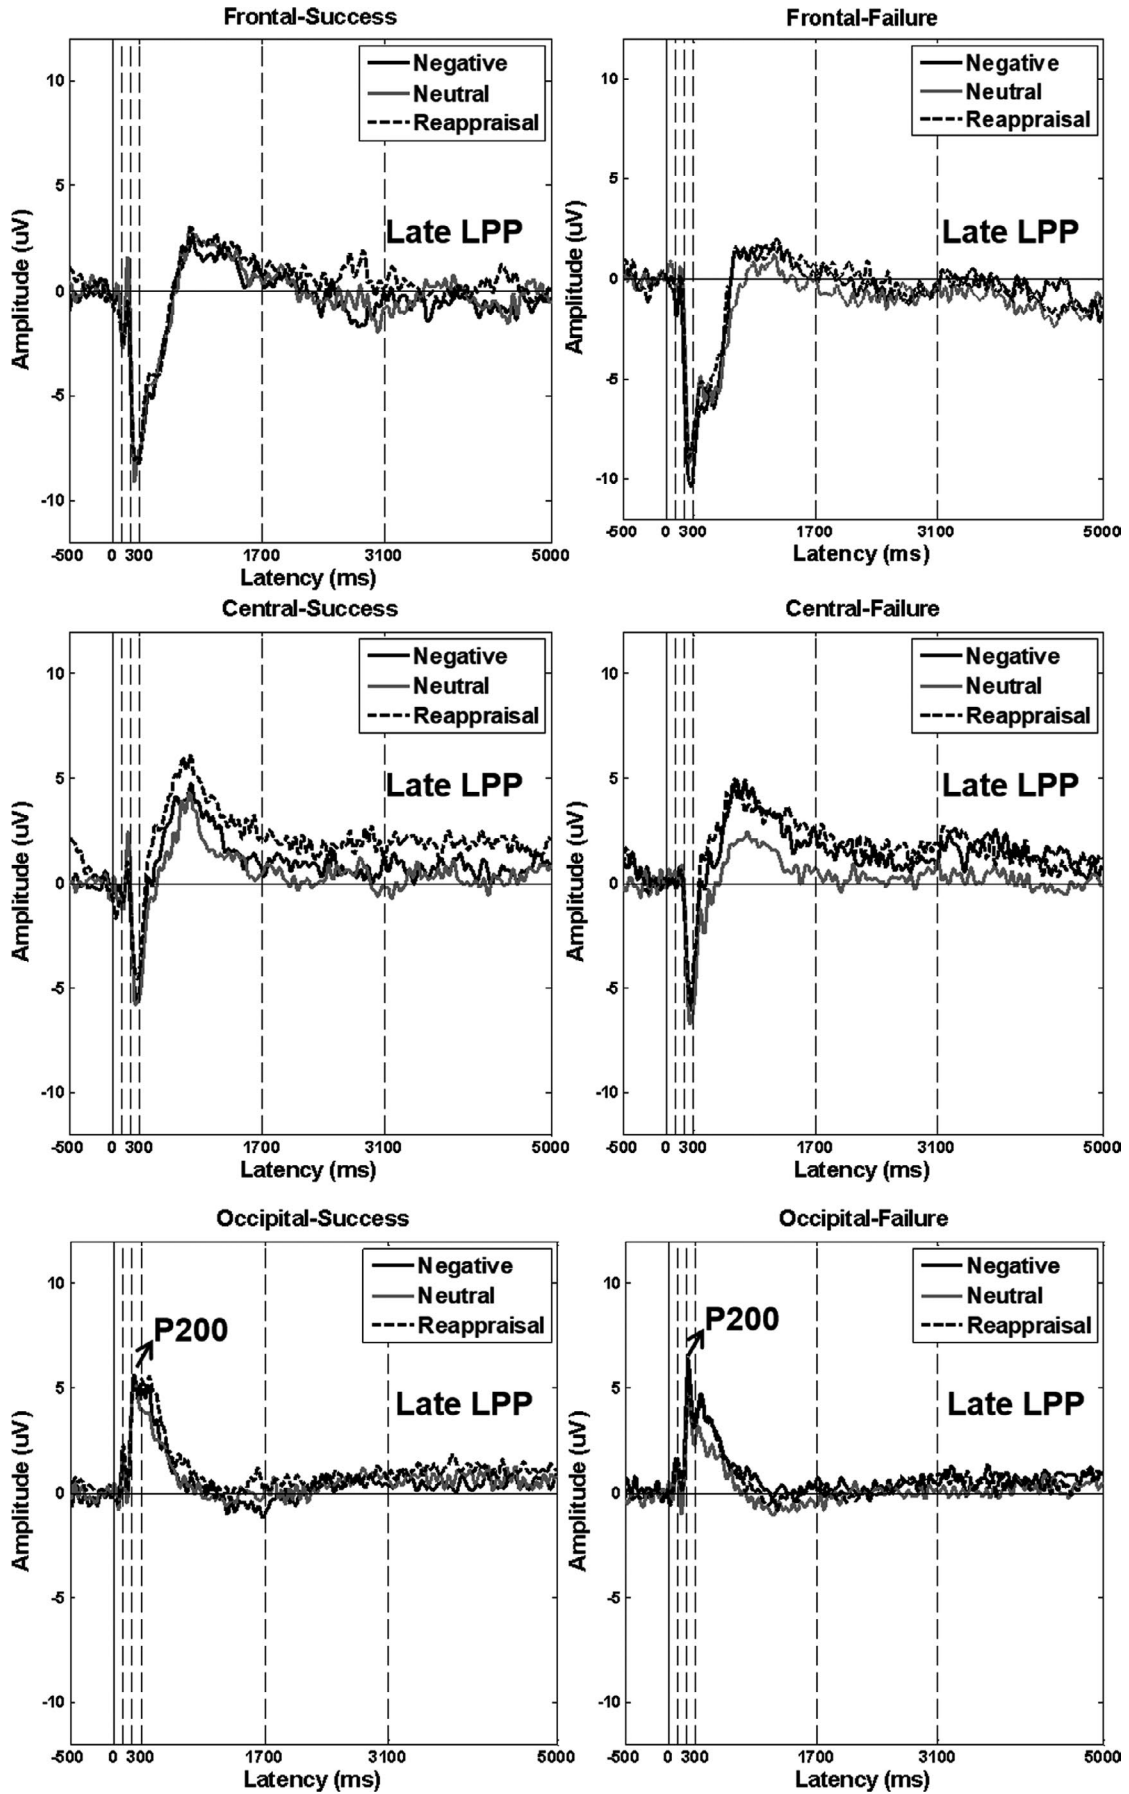 Frontal-Success
Negative
Neutral
Reappraisal
Late LPP
Amplitude (uV)
10
5
0
-5
-10
-500 0 300 1700 3100 5000
Latency (ms)
Frontal-Failure
Negative
Neutral
Reappraisal
Late LPP
Amplitude (uV)
10
5
0
-5
-10
-500 0 300 1700 3100 5000
Latency (ms)
Central-Success
Negative
Neutral
Reappraisal
Late LPP
Amplitude (uV)
10
5
0
-5
-10
-500 0 300 1700 3100 5000
Latency (ms)
Central-Failure
Negative
Neutral
Reappraisal
Late LPP
Amplitude (uV)
10
5
0
-5
-10
-500 0 300 1700 3100 5000
Latency (ms)
Occipital-Success
Negative
Neutral
Reappraisal
P200
Late LPP
Amplitude (uV)
10
5
0
-5
-10
-500 0 300 1700 3100 5000
Latency (ms)
Occipital-Failure
Negative
Neutral
Reappraisal
P200
Late LPP
Amplitude (uV)
10
5
0
-5
-10
-500 0 300 1700 3100 5000
Latency (ms)